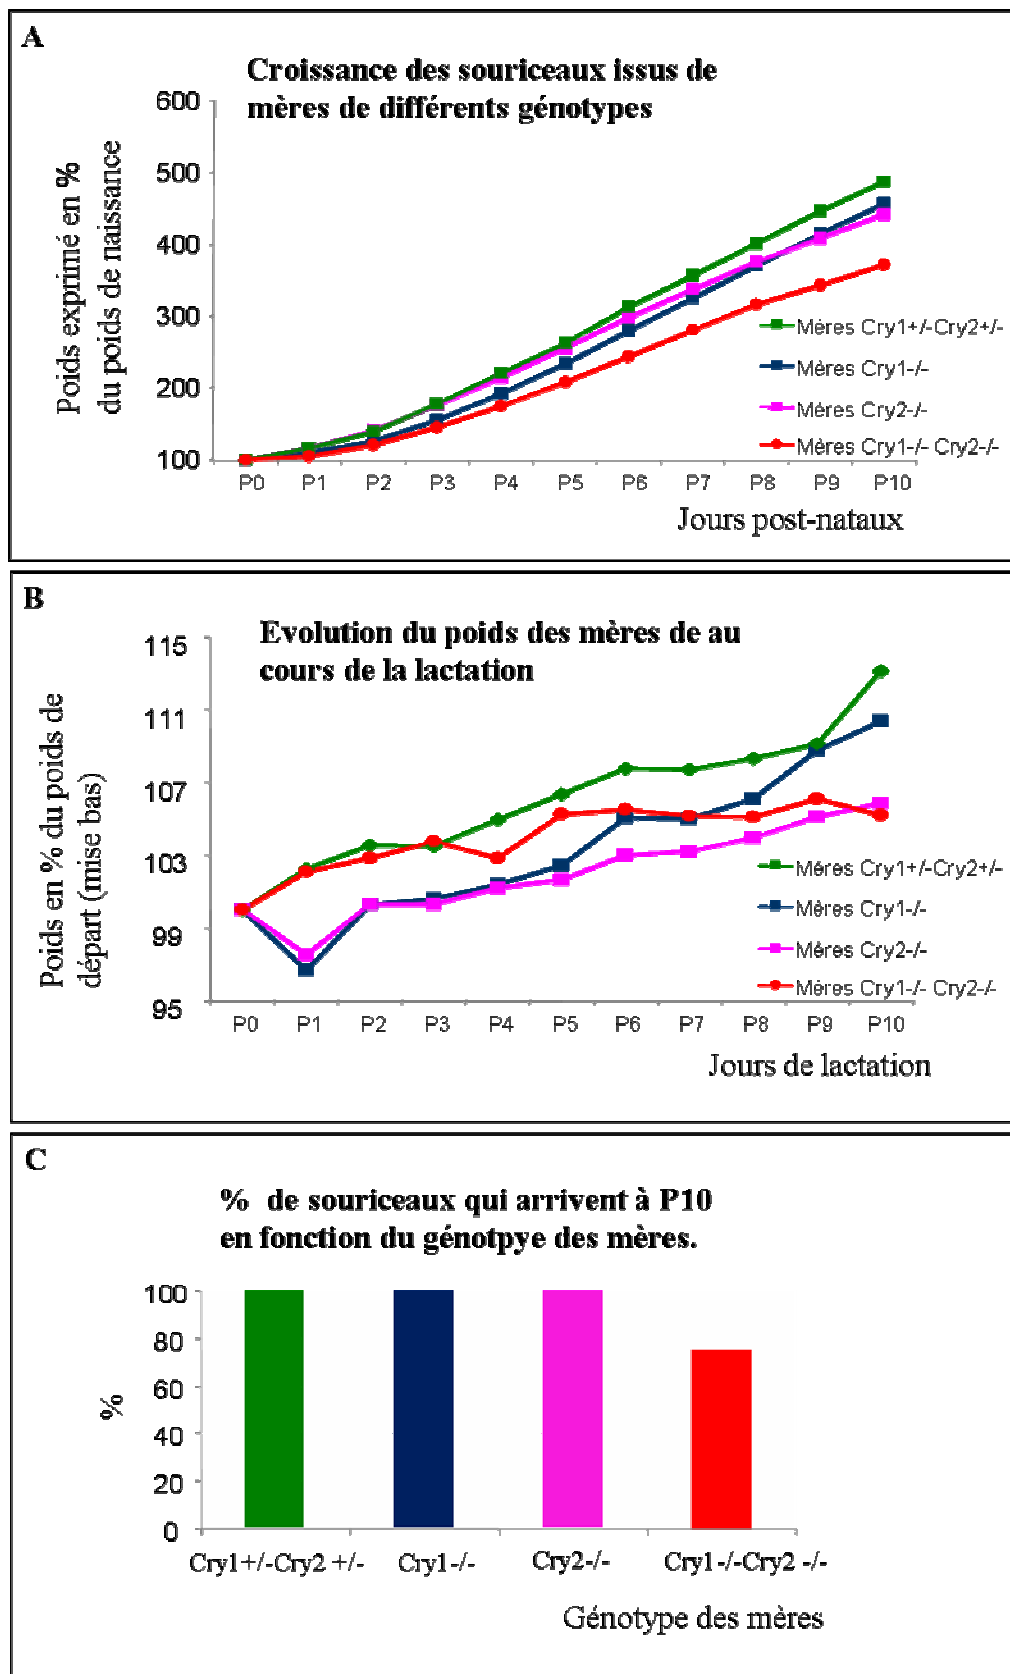 A
Croissance des souriceaux issus de
mères de différents génotypes
Poids exprimé en %
du poids de naissance
600
500
400
300
200
100
P0 P1 P2 P3 P4 P5 P6 P7 P8 P9 P10
Jours post-nataux
Mères Cry1+/-Cry2+/-
Mères Cry1-/-
Mères Cry2-/-
Mères Cry1-/- Cry2-/-
B
Evolution du poids des mères de au
cours de la lactation
Poids en % du poids de
départ (mise bas)
115
111
107
103
99
95
P0 P1 P2 P3 P4 P5 P6 P7 P8 P9 P10
Jours de lactation
Mères Cry1+/-Cry2+/-
Mères Cry1-/-
Mères Cry2-/-
Mères Cry1-/- Cry2-/-
C
% de souriceaux qui arrivent à P10
en fonction du génotpye des mères.
%
100
80
60
40
20
0
Cry1+/-Cry2 +/- Cry1-/- Cry2-/- Cry1-/-Cry2 -/-
Génotype des mères